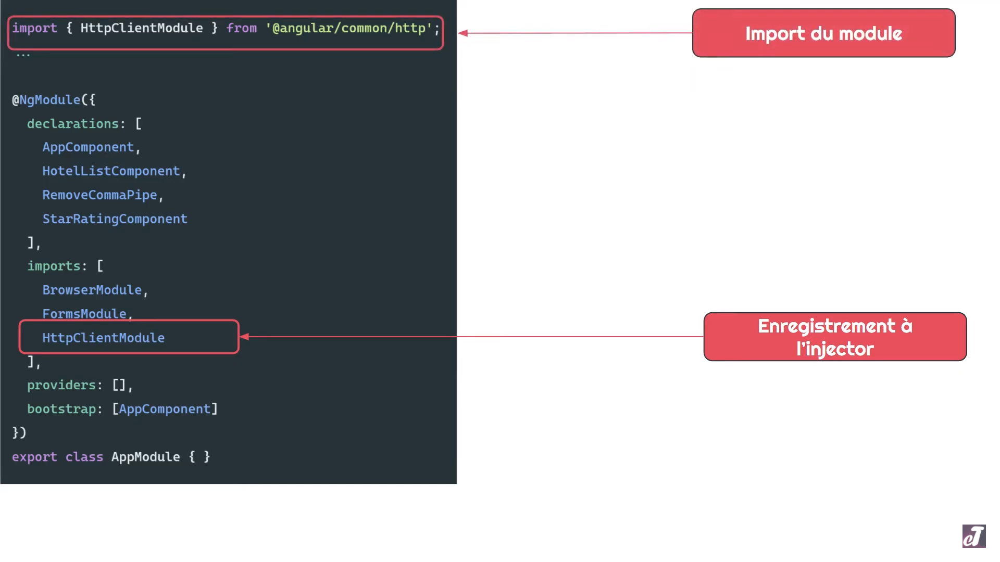 import { HttpClientModule } from '@angular/common/http';
Import du module
...
@NgModule({
declarations: [
AppComponent,
HotelListComponent,
RemoveCommaPipe,
StarRatingComponent
],
imports: [
BrowserModule,
FormsModule,
HttpClientModule
Enregistrement à
l'injector
],
providers: [],
bootstrap: [AppComponent]
})
export class AppModule { }
eT